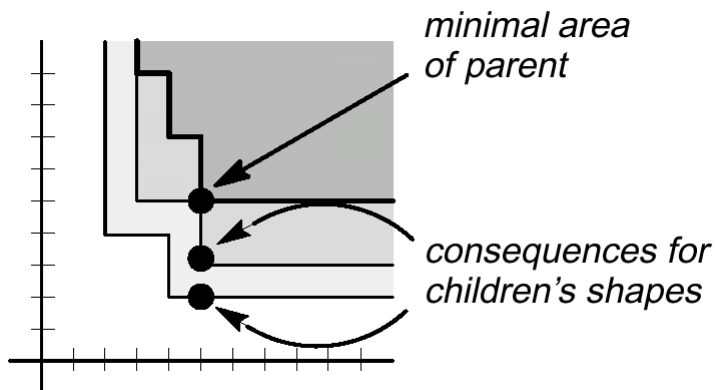 minimal area
of parent
consequences for
children's shapes